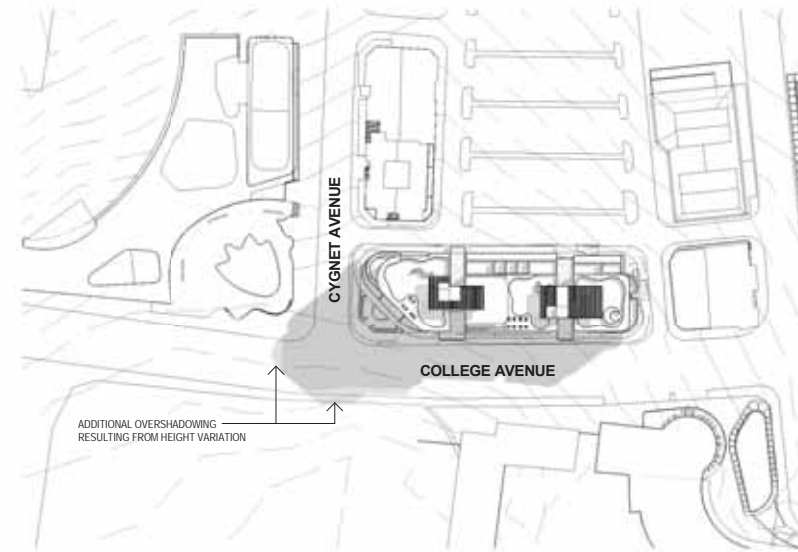 CYGNET AVENUE
COLLEGE AVENUE
ADDITIONAL OVERSHADOWING
RESULTING FROM HEIGHT VARIATION